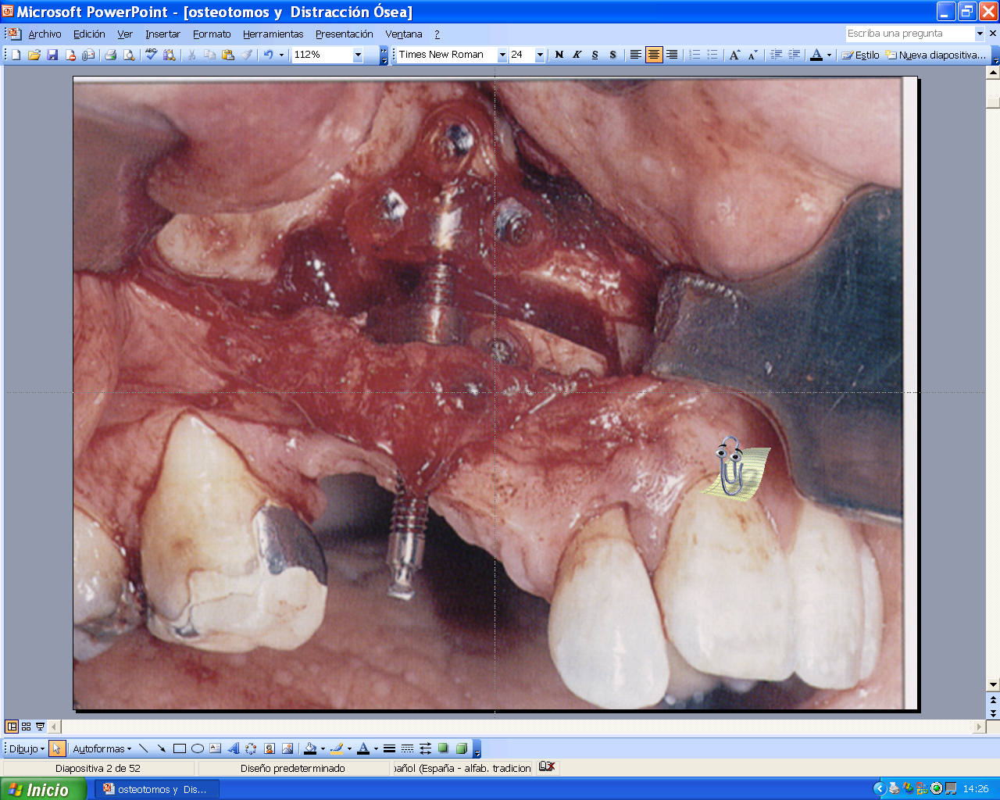 Microsoft PowerPoint - [osteotomos y Distracción Ósea]
Archivo Edición Ver Insertar Formato Herramientas Presentación Ventana ? Escriba una pregunta
112% Times New Roman 24 N K S S A A A Estilo Nueva diapositiva...
Dibujo Autoformas A A
Diapositiva 2 de 52 Diseño predeterminado añol (España - alfab. tradicion
Inicio osteotomos y Dis... 14:26